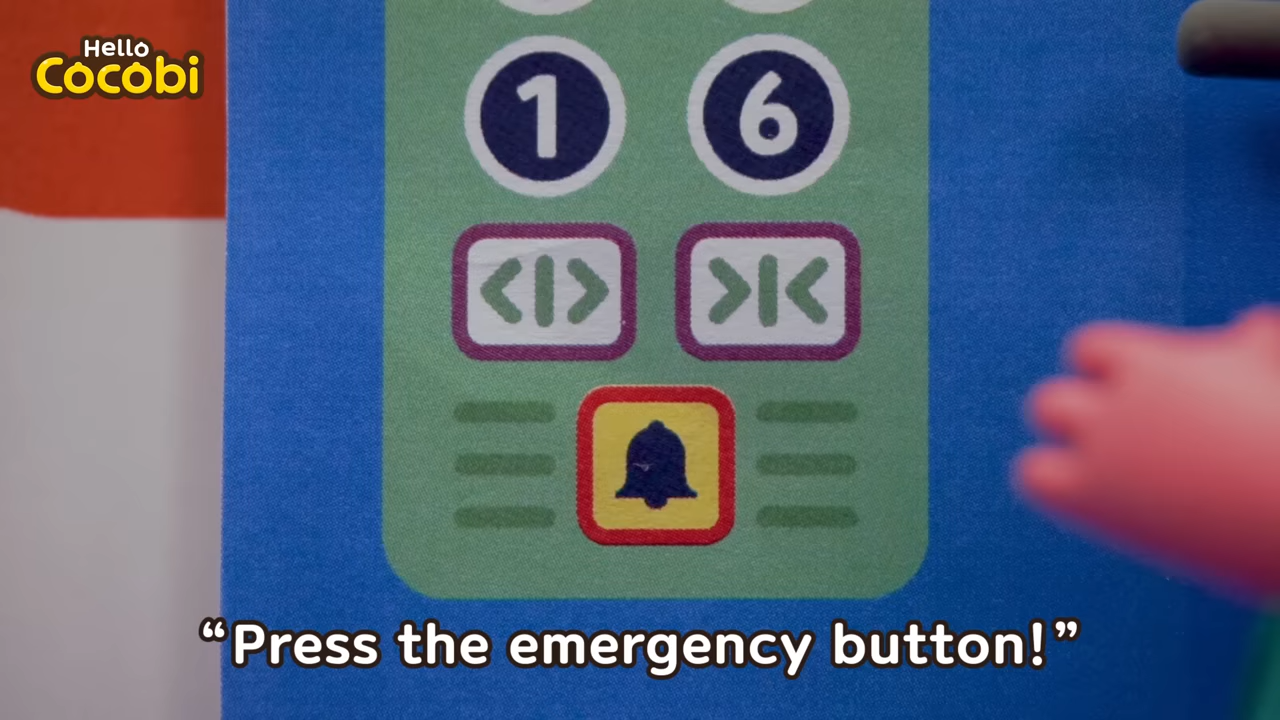 Hello
Cocobi
1 6
<|> >|<
“Press the emergency button!”